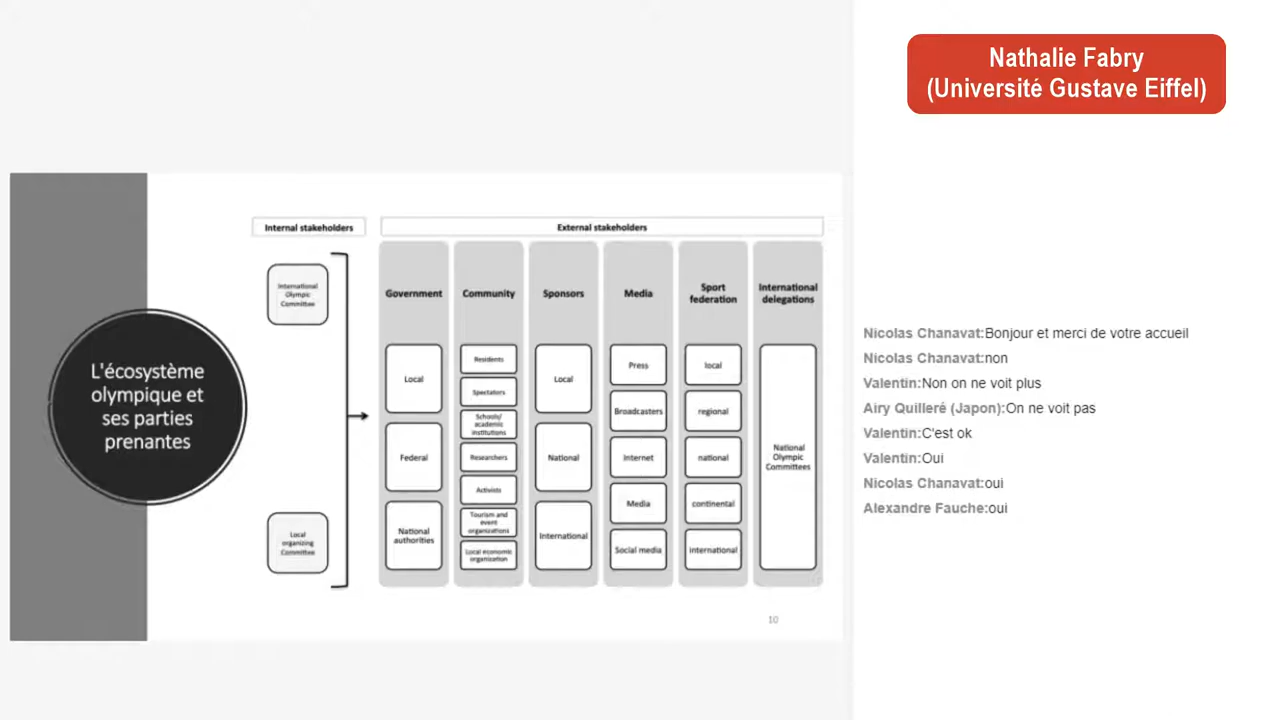 Nathalie Fabry
(Université Gustave Eiffel)
L'écosystème
olympique et
ses parties
prenantes
Internal stakeholders
External stakeholders
International
Olympic
Committee
Local
organizing
Committee
Government
Local
Federal
National
authorities
Community
Residents
Spectators
Schools/
academic
institutions
Researchers
Activists
Tourism and
event
organizations
Local economic
organization
Sponsors
Local
National
International
Media
Press
Broadcasters
Internet
Media
Social media
Sport
federation
local
regional
national
continental
international
International
delegations
National
Olympic
Committees
10
Nicolas Chanavat:Bonjour et merci de votre accueil
Nicolas Chanavat:non
Valentin:Non on ne voit plus
Airy Quilleré (Japon):On ne voit pas
Valentin:C'est ok
Valentin:Oui
Nicolas Chanavat:oui
Alexandre Fauche:oui